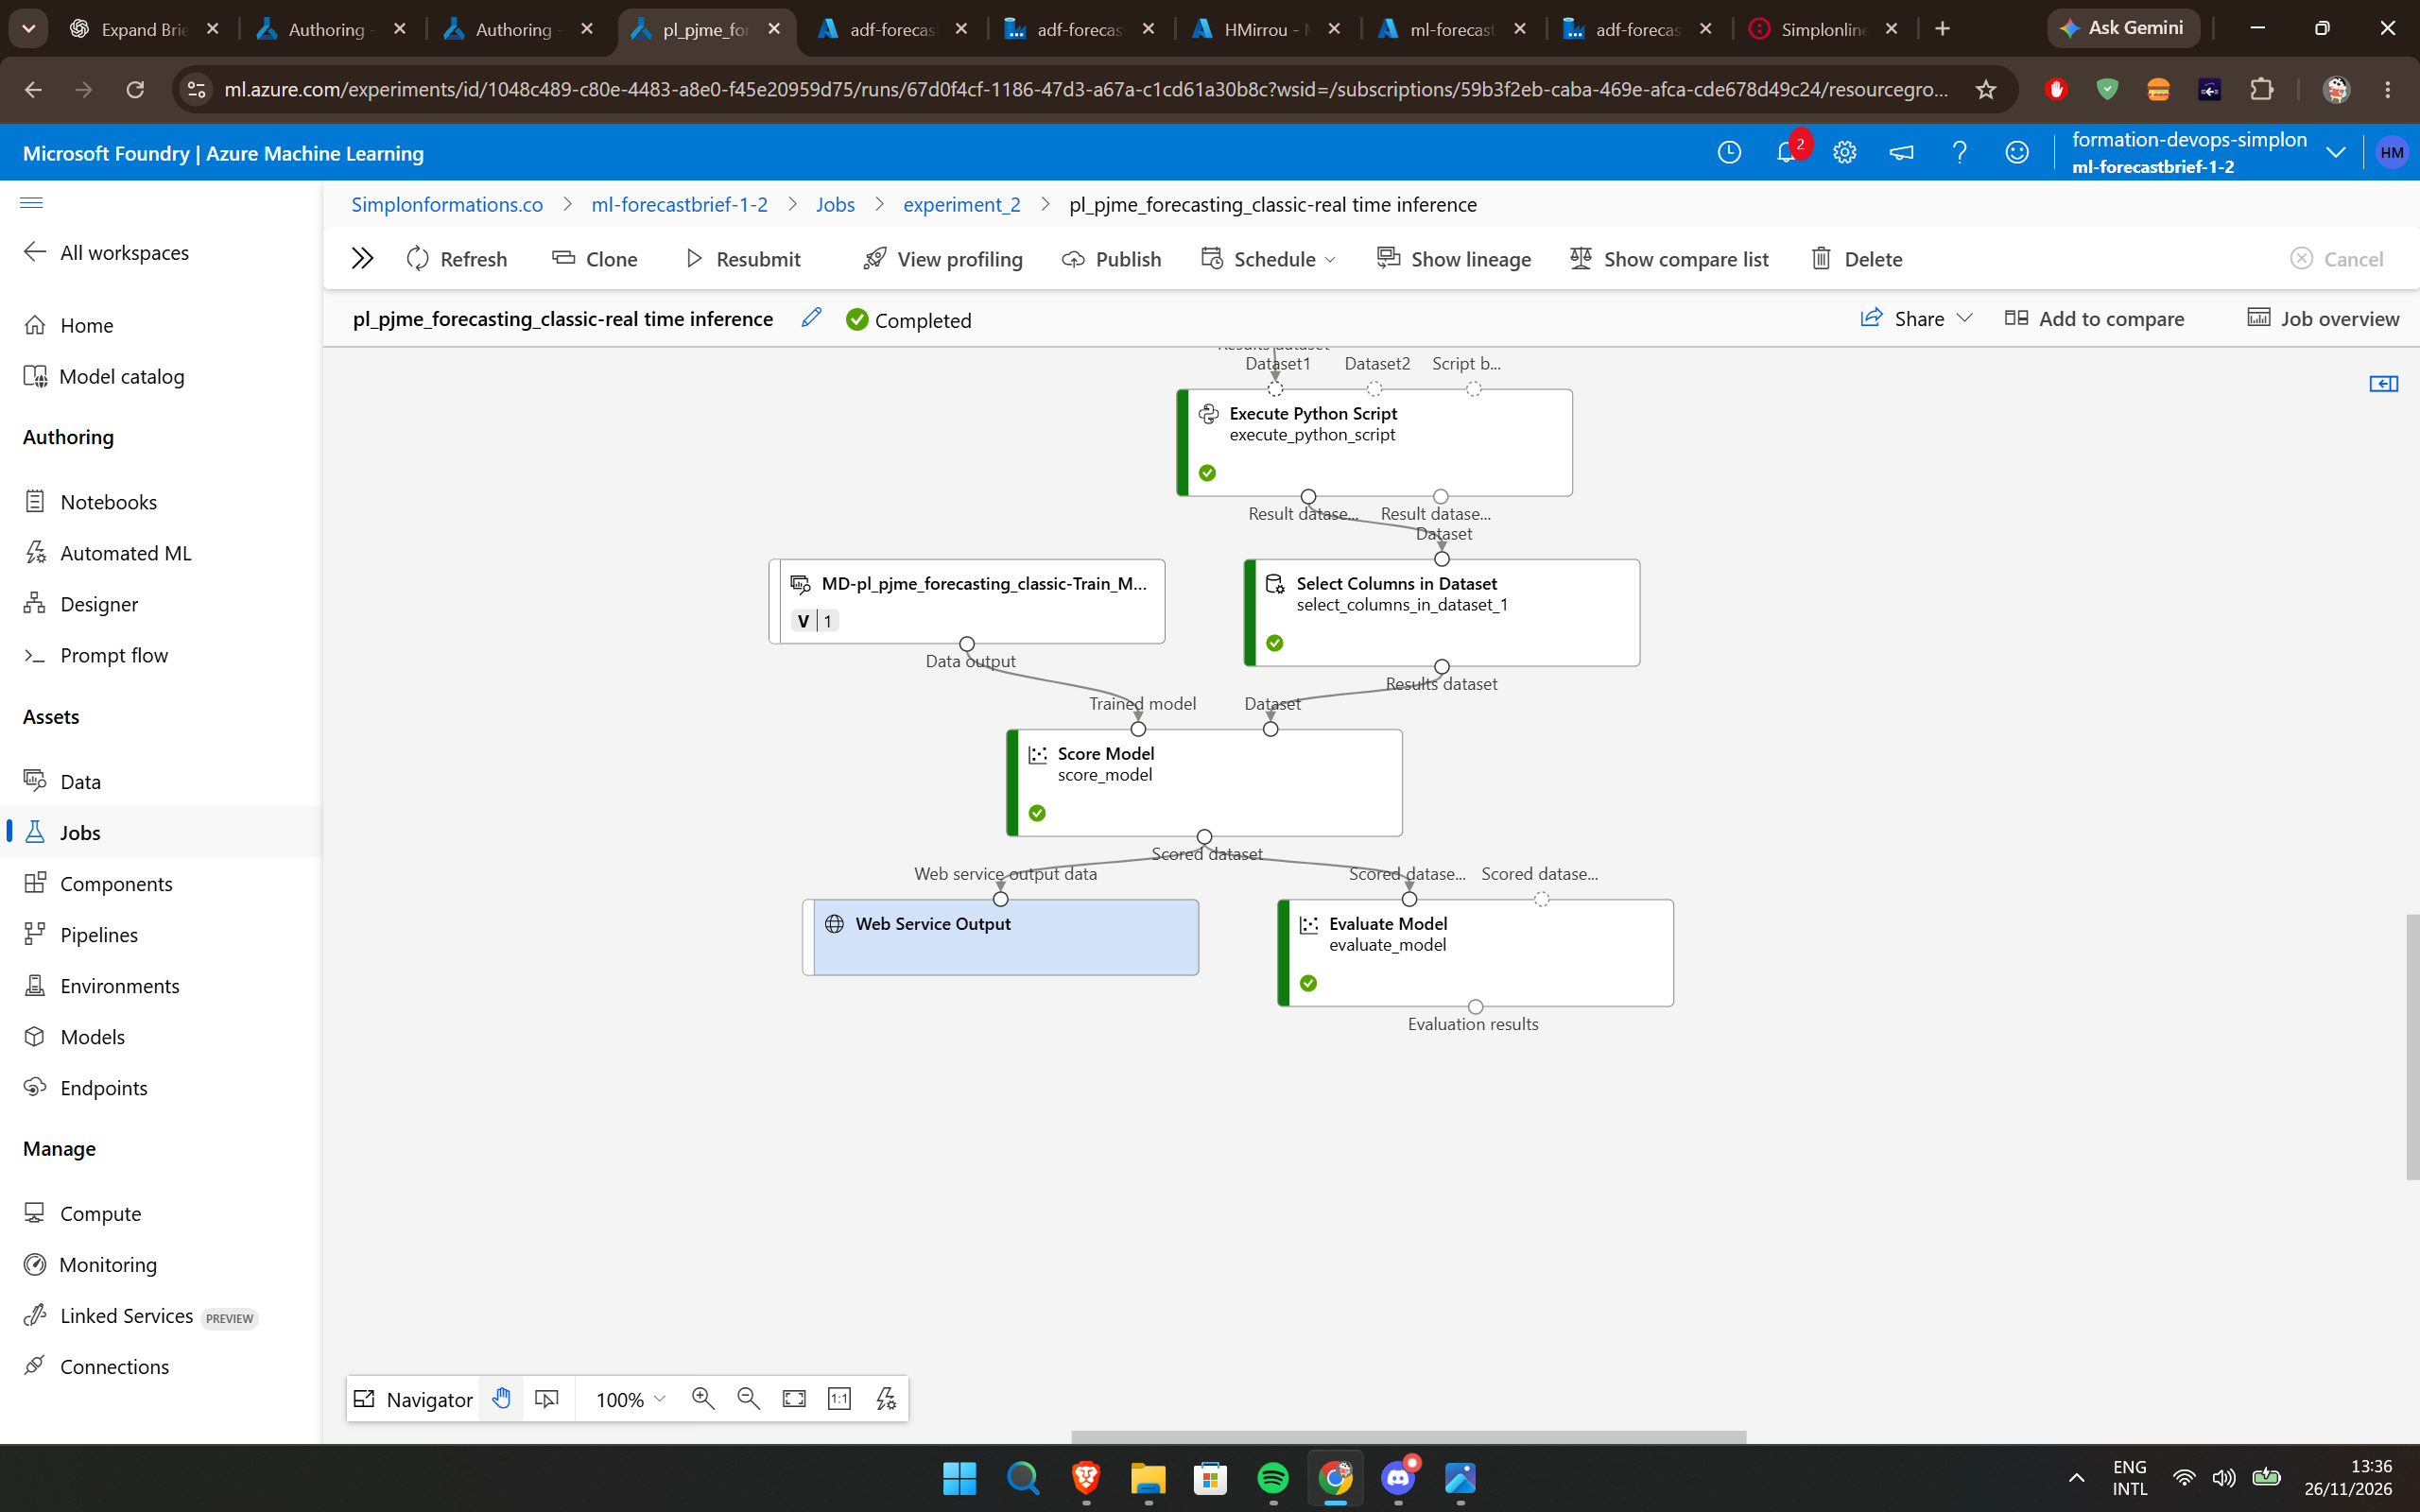 Expand Brie
Authoring -
Authoring -
pl_pjme_for
adf-forecas
adf-forecas
HMirrou - M
ml-forecast
adf-forecas
Simplonline
Ask Gemini
ml.azure.com/experiments/id/1048c489-c80e-4483-a8e0-f45e20959d75/runs/67d0f4cf-1186-47d3-a67a-c1cd61a30b8c?wsid=/subscriptions/59b3f2eb-caba-469e-afca-cde678d49c24/resourcegro...
Microsoft Foundry | Azure Machine Learning
2
formation-devops-simplon
ml-forecastbrief-1-2
HM
All workspaces
Home
Model catalog
Authoring
Notebooks
Automated ML
Designer
Prompt flow
Assets
Data
Jobs
Components
Pipelines
Environments
Models
Endpoints
Manage
Compute
Monitoring
Linked Services PREVIEW
Connections
Simplonformations.co > ml-forecastbrief-1-2 > Jobs > experiment_2 > pl_pjme_forecasting_classic-real time inference
Refresh Clone Resubmit View profiling Publish Schedule Show lineage Show compare list Delete Cancel
pl_pjme_forecasting_classic-real time inference Completed Share Add to compare Job overview
Results dataset
Dataset1 Dataset2 Script b...
Execute Python Script
execute_python_script
Result datase... Result datase...
Dataset
MD-pl_pjme_forecasting_classic-Train_M...
V 1
Data output
Select Columns in Dataset
select_columns_in_dataset_1
Results dataset
Trained model Dataset
Score Model
score_model
Scored dataset
Web service output data Scored datase... Scored datase...
Web Service Output
Evaluate Model
evaluate_model
Evaluation results
Navigator 100% 1:1
ENG
INTL
13:36
26/11/2026